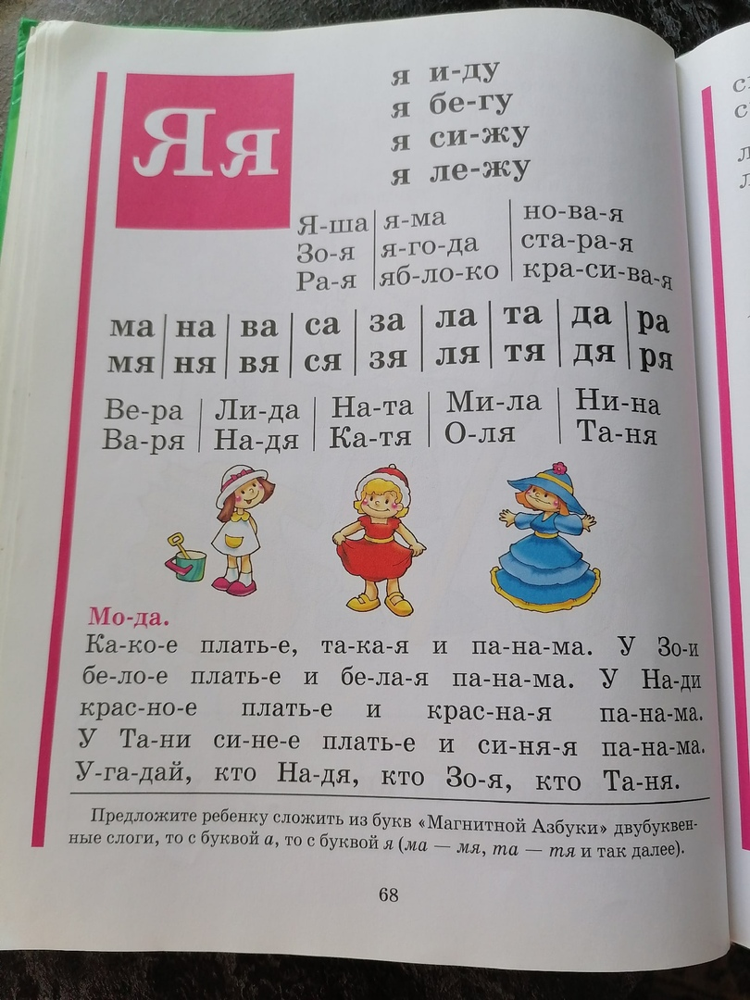 Яя
я и-ду
я бе-гу
я си-жу
я ле-жу
Я-ша я-ма но-ва-я
Зо-я я-го-да ста-ра-я
Ра-я яб-ло-ко кра-си-ва-я
ма на ва са за ла та да ра
мя ня вя ся зя ля тя дя ря
Ве-ра Ли-да На-та Ми-ла Ни-на
Ва-ря На-дя Ка-тя О-ля Та-ня
Мо-да.
Ка-ко-е плать-е, та-ка-я и па-на-ма. У Зо-и
бе-ло-е плать-е и бе-ла-я па-на-ма. У На-ди
крас-но-е плать-е и крас-на-я па-на-ма.
У Та-ни си-не-е плать-е и си-ня-я па-на-ма.
У-га-дай, кто На-дя, кто Зо-я, кто Та-ня.
Предложите ребенку сложить из букв «Магнитной Азбуки» двубуквен-
ные слоги, то с буквой а, то с буквой я (ма — мя, та — тя и так далее).
68